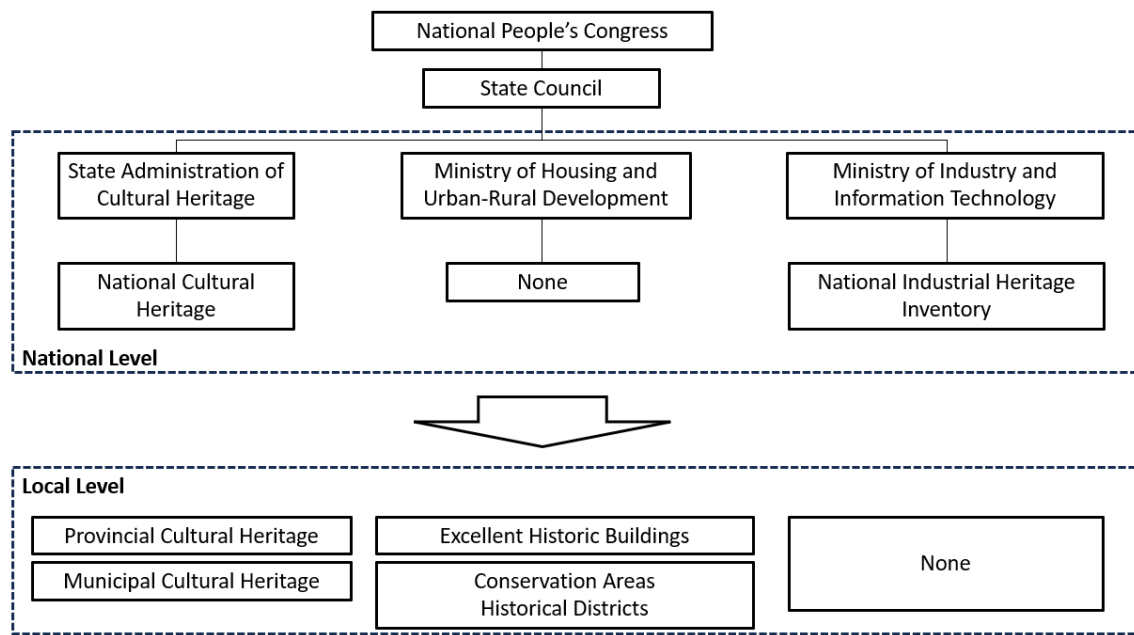 National People’s Congress
State Council
State Administration of
Cultural Heritage
Ministry of Housing and
Urban-Rural Development
Ministry of Industry and
Information Technology
National Cultural
Heritage
None
National Industrial Heritage
Inventory
National Level
Local Level
Provincial Cultural Heritage
Municipal Cultural Heritage
Excellent Historic Buildings
Conservation Areas
Historical Districts
None